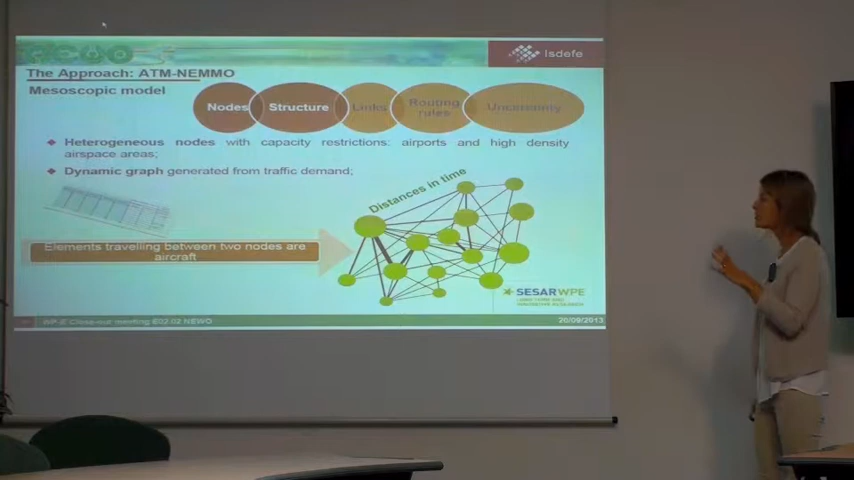 NEWO
Isdefe
The Approach: ATM-NEMMO
Mesoscopic model
Nodes
Structure
Links
Routing
rules
Uncertainty
Heterogeneous nodes with capacity restrictions: airports and high density
airspace areas;
Dynamic graph generated from traffic demand;
Distances in time
Elements travelling between two nodes are
aircraft
SESARWPE
LONG TERM AND
INNOVATIVE RESEARCH
WP-E Close-out meeting E02.02 NEWO
20/09/2013